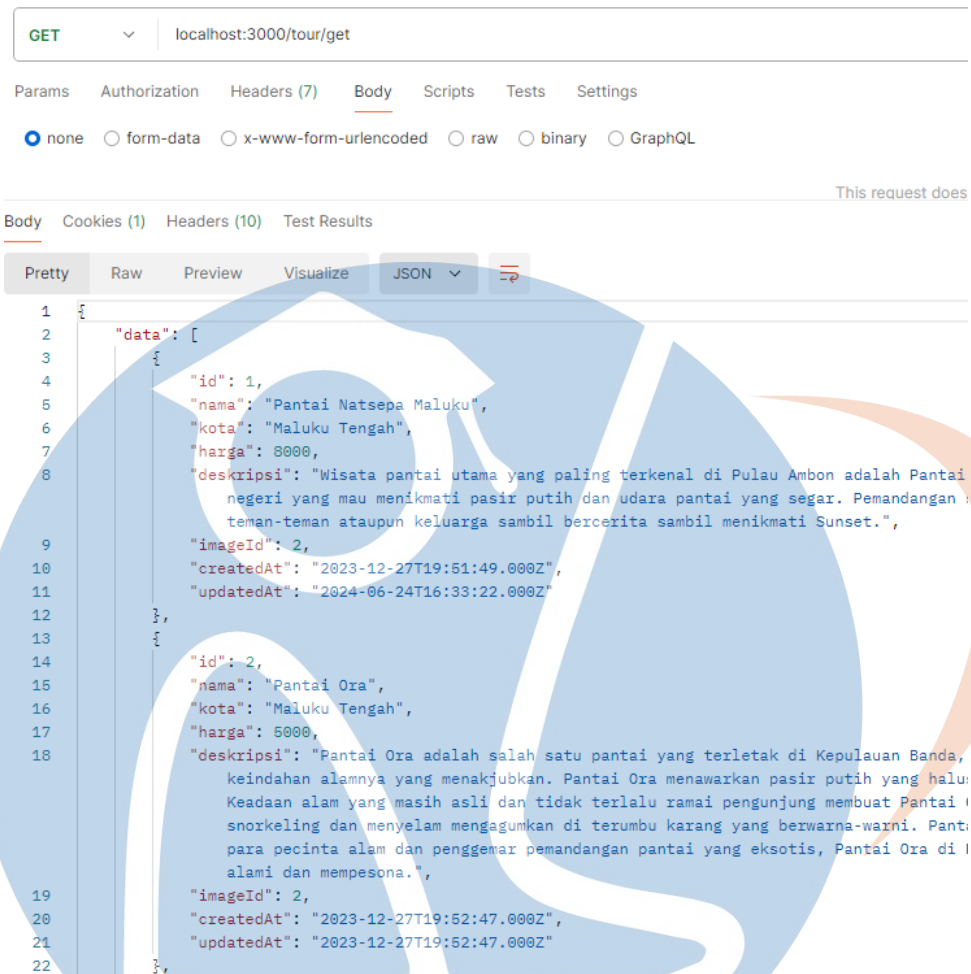 GET localhost:3000/tour/get
Params Authorization Headers (7) Body Scripts Tests Settings
none form-data x-www-form-urlencoded raw binary GraphQL
This request does
Body Cookies (1) Headers (10) Test Results
Pretty Raw Preview Visualize JSON
1 {
2 "data": [
3 {
4 "id": 1,
5 "nama": "Pantai Natsepa Maluku",
6 "kota": "Maluku Tengah",
7 "harga": 8000,
8 "deskripsi": "Wisata pantai utama yang paling terkenal di Pulau Ambon adalah Pantai
negeri yang mau menikmati pasir putih dan udara pantai yang segar. Pemandangan
teman-teman ataupun keluarga sambil bercerita sambil menikmati Sunset.",
9 "imageId": 2,
10 "createdAt": "2023-12-27T19:51:49.000Z",
11 "updatedAt": "2024-06-24T16:33:22.000Z"
12 },
13 {
14 "id": 2,
15 "nama": "Pantai Ora",
16 "kota": "Maluku Tengah",
17 "harga": 5000,
18 "deskripsi": "Pantai Ora adalah salah satu pantai yang terletak di Kepulauan Banda,
keindahan alamnya yang menakjubkan. Pantai Ora menawarkan pasir putih yang
Keadaan alam yang masih asli dan tidak terlalu ramai pengunjung membuat Pantai
snorkeling dan menyelam mengagumkan di terumbu karang yang berwarna-warni.
para pecinta alam dan penggemar pemandangan pantai yang eksotis, Pantai Ora di
alami dan mempesona.",
19 "imageId": 2,
20 "createdAt": "2023-12-27T19:52:47.000Z",
21 "updatedAt": "2023-12-27T19:52:47.000Z"
22 },